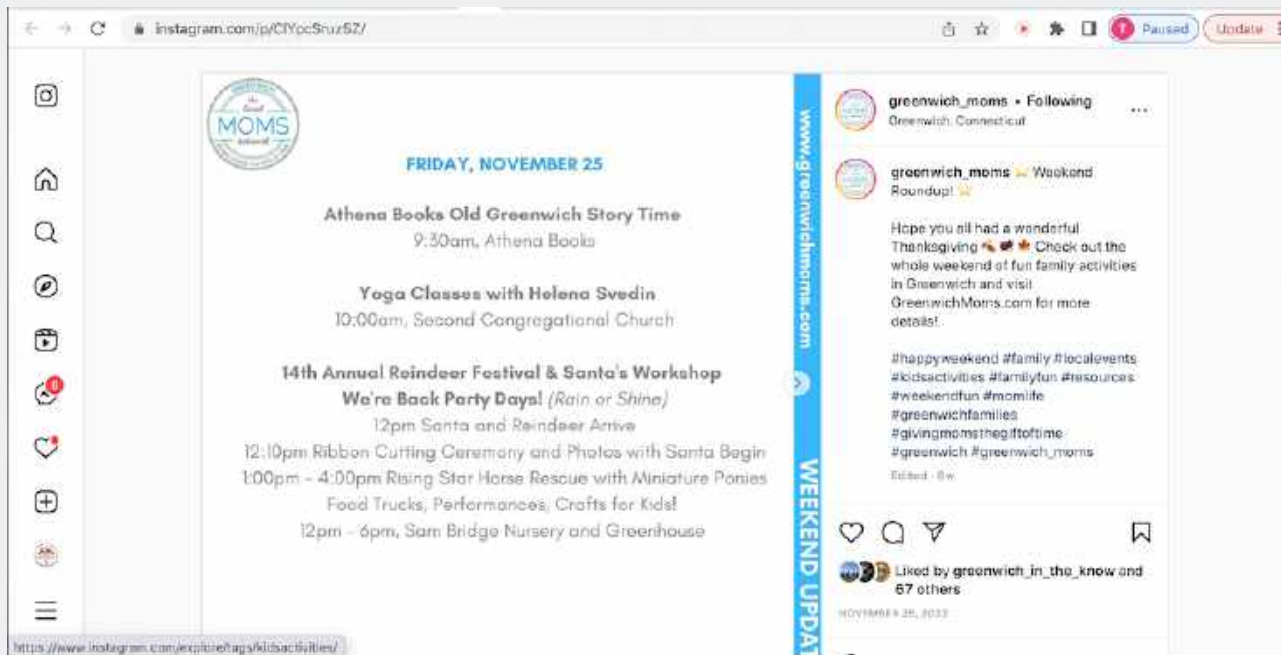 instagram.com/p/
Paused
Update
MOMS
FRIDAY, NOVEMBER 25
Athena Books Old Greenwich Story Time
9:30am, Athena Books
Yoga Classes with Helena Svedin
10:00am, Second Congregational Church
14th Annual Reindeer Festival & Santa's Workshop
We're Back Party Days! (Rain or Shine)
12pm Santa and Reindeer Arrive
12:10pm Ribbon Cutting Ceremony and Photos with Santa Begin
1:00pm - 4:00pm Rising Star Horse Rescue with Miniature Ponies
Food Trucks, Performances, Crafts for Kids!
12pm - 6pm, Sam Bridge Nursery and Greenhouse
www.greenwichmoms.com
WEEKEND UPDAT
greenwich_moms • Following
Greenwich, Connecticut
greenwich_moms Weekend
Roundup!
Hope you all had a wonderful
Thanksgiving Check out the
whole weekend of fun family activities
in Greenwich and visit
GreenwichMoms.com for more
details!
#happyweekend #family #localevents
#kidsactivities #familyfun #resources
#weekendfun #momlife
#greenwichfamilies
#givingmomsthegiftoftime
#greenwich #greenwich_moms
Edited
Liked by greenwich_in_the_know and
67 others
https://www.instagram.com/explore/tags/kidsactivities/